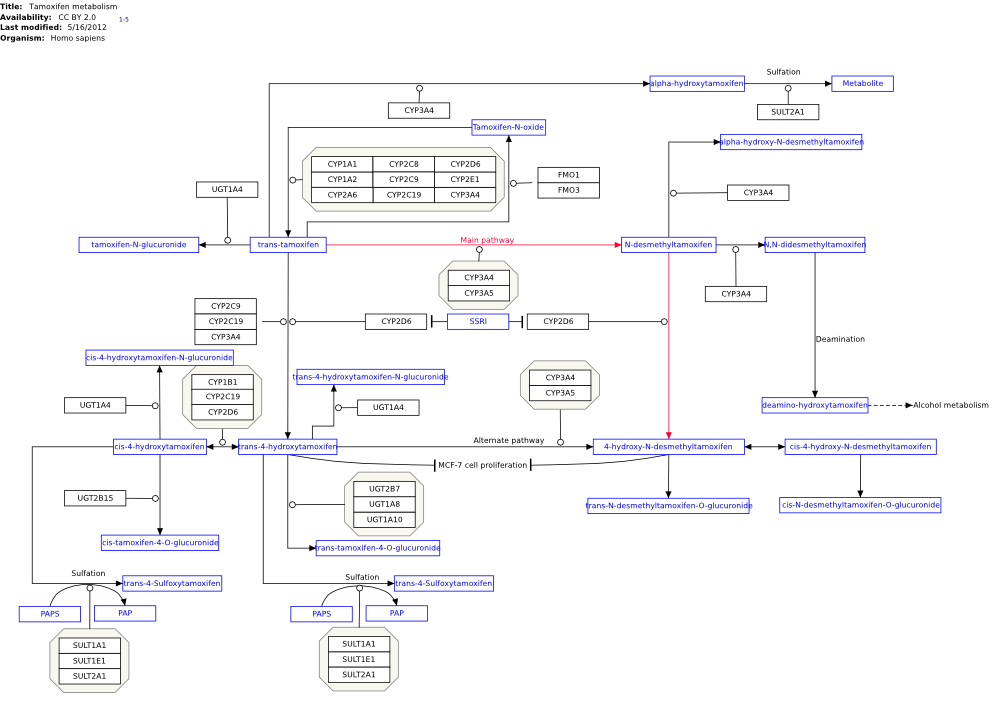 Title: Tamoxifen metabolism
Availability: CC BY 2.0
1-5
Last modified: 5/16/2012
Organism: Homo sapiens
Sulfation
alpha-hydroxytamoxifen
Metabolite
CYP3A4
SULT2A1
Tamoxifen-N-oxide
alpha-hydroxy-N-desmethyltamoxifen
CYP1A1 CYP2C8 CYP2D6
CYP1A2 CYP2C9 CYP2E1
CYP2A6 CYP2C19 CYP3A4
FMO1
FMO3
UGT1A4
CYP3A4
tamoxifen-N-glucuronide
trans-tamoxifen
Main pathway
N-desmethyltamoxifen
N,N-didesmethyltamoxifen
CYP3A4
CYP3A5
CYP3A4
CYP2C9
CYP2C19
CYP3A4
CYP2D6
SSRI
CYP2D6
Deamination
cis-4-hydroxytamoxifen-N-glucuronide
CYP1B1
CYP2C19
CYP2D6
trans-4-hydroxytamoxifen-N-glucuronide
CYP3A4
CYP3A5
UGT1A4
UGT1A4
deamino-hydroxytamoxifen
Alcohol metabolism
cis-4-hydroxytamoxifen
trans-4-hydroxytamoxifen
Alternate pathway
4-hydroxy-N-desmethyltamoxifen
cis-4-hydroxy-N-desmethyltamoxifen
MCF-7 cell proliferation
UGT2B15
UGT2B7
UGT1A8
UGT1A10
trans-N-desmethyltamoxifen-O-glucuronide
cis-N-desmethyltamoxifen-O-glucuronide
cis-tamoxifen-4-O-glucuronide
trans-tamoxifen-4-O-glucuronide
Sulfation
trans-4-Sulfoxytamoxifen
Sulfation
trans-4-Sulfoxytamoxifen
PAPS
PAP
PAPS
PAP
SULT1A1
SULT1E1
SULT2A1
SULT1A1
SULT1E1
SULT2A1